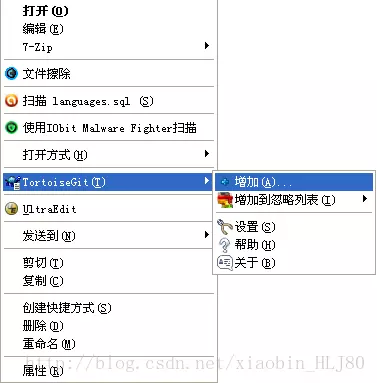 打开(O)
编辑(E)
7-Zip
文件擦除
扫描 languages.sql (S)
使用IObit Malware Fighter扫描
打开方式(H)
TortoiseGit(T)
UltraEdit
发送到(N)
剪切(T)
复制(C)
创建快捷方式(S)
删除(D)
重命名(M)
属性(R)
增加(A)...
增加到忽略列表(I)
设置(S)
帮助(H)
关于(B)
http://blog.csdn.net/xiaobin_HLJ80